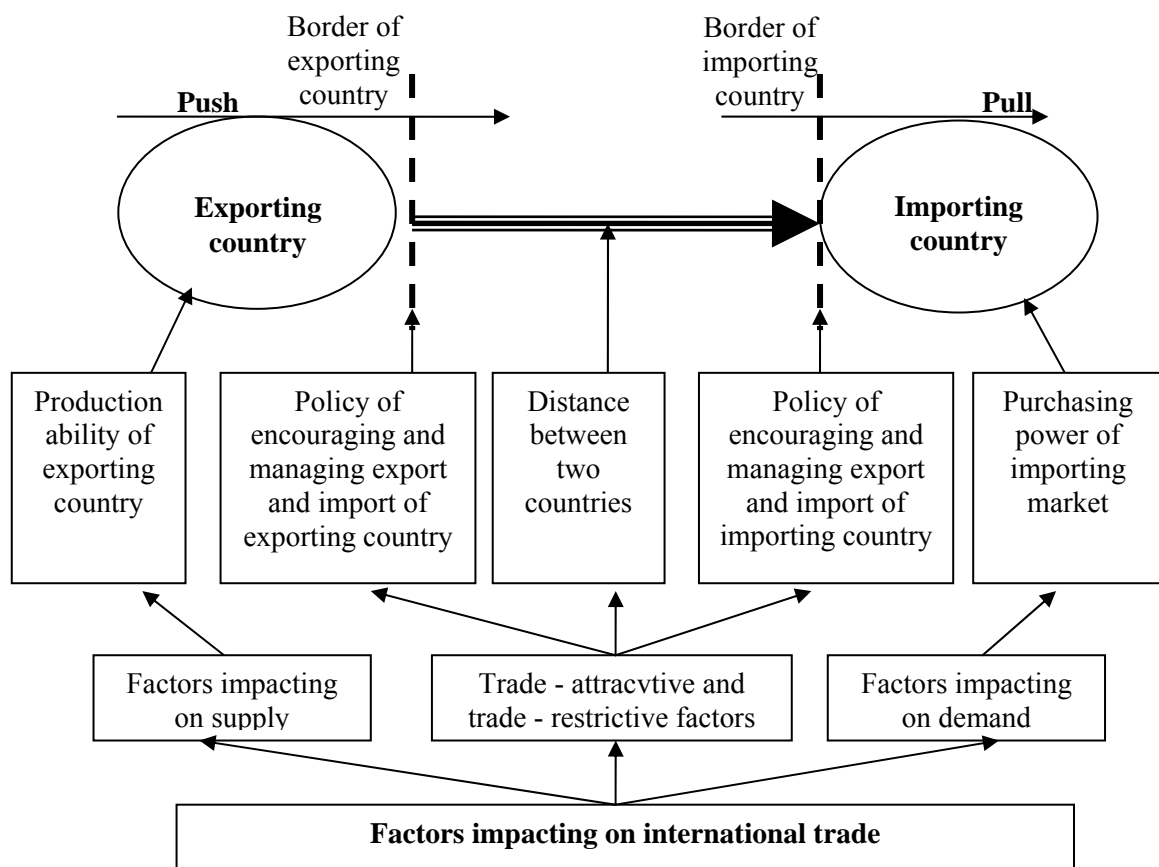 Border of
exporting
country
Border of
importing
country
Push
Pull
Exporting
country
Importing
country
Production
ability of
exporting
country
Policy of
encouraging and
managing export
and import of
exporting country
Distance
between
two
countries
Policy of
encouraging and
managing export
and import of
importing country
Purchasing
power of
importing
market
Factors impacting
on supply
Trade - attracvtive and
trade - restrictive factors
Factors impacting
on demand
Factors impacting on international trade